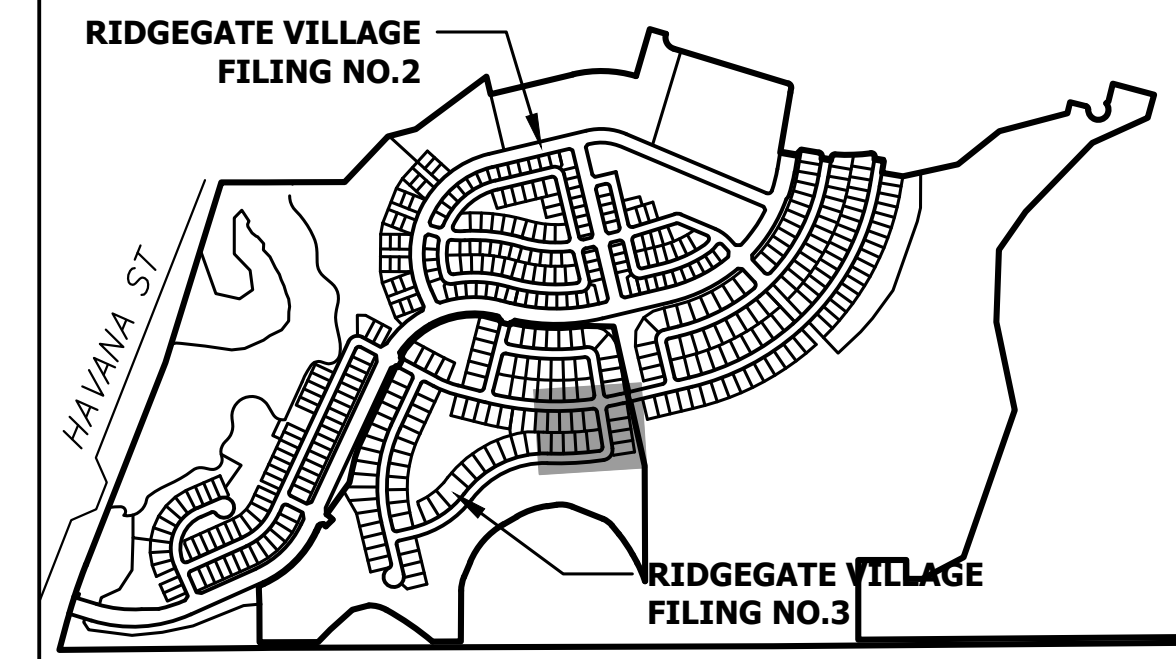 RIDGEGATE VILLAGE
FILING NO.2
HAVANA ST
RIDGEGATE VILLAGE
FILING NO.3